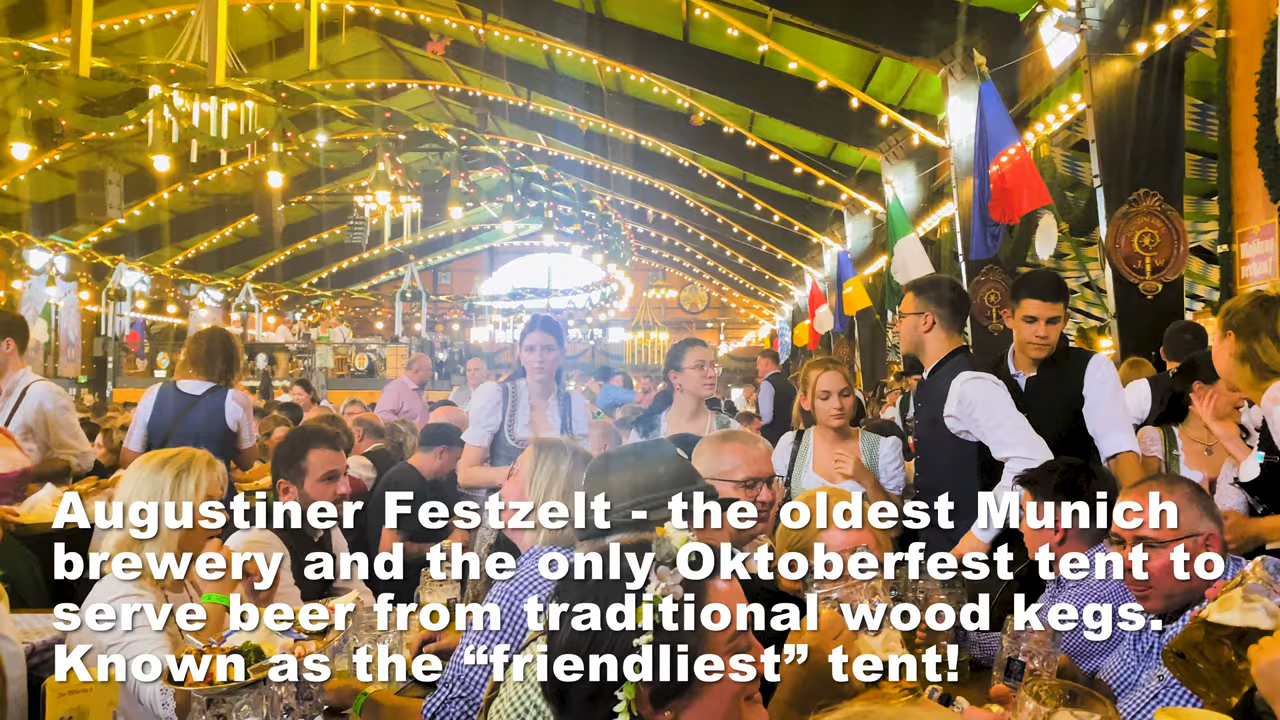 Augustiner Festzelt - the oldest Munich
brewery and the only Oktoberfest tent to
serve beer from traditional wood kegs.
Known as the “friendliest” tent!